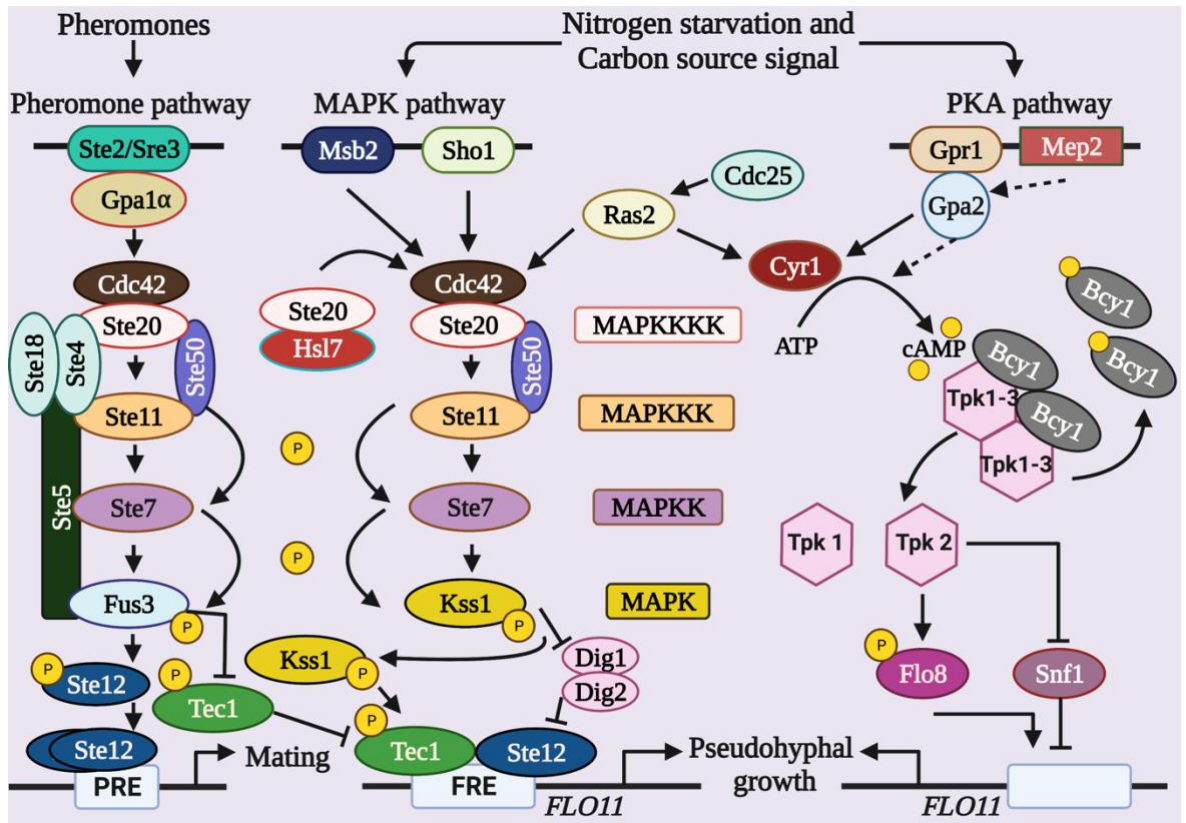 Pheromones
Nitrogen starvation and
Carbon source signal
Pheromone pathway
MAPK pathway
PKA pathway
Ste2/Sre3
Msb2
Sho1
Gpr1
Mep2
Gpa1α
Cdc25
Ras2
Gpa2
Cdc42
Cdc42
Cyr1
Bcy1
Ste20
Ste20
Ste20
MAPKKKK
Hsl7
ATP
cAMP
Bcy1
Bcy1
Ste18
Ste4
Ste50
Ste50
Tpk1-3
Bcy1
Ste11
Ste11
MAPKKK
P
Tpk1-3
Ste5
Ste7
Ste7
MAPKK
Tpk 1
Tpk 2
P
Fus3
Kss1
MAPK
P
P
P
Kss1
Dig1
P
P
P
Ste12
Tec1
Dig2
Flo8
Snf1
P
Ste12
Mating
Tec1
Ste12
Pseudohyphal
growth
PRE
FRE
FLO11
FLO11